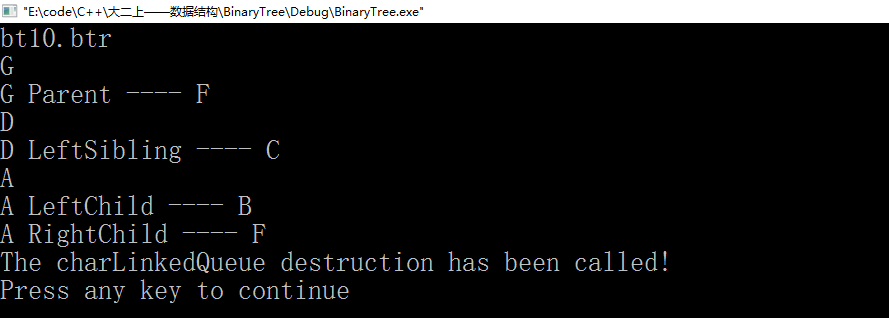 "E:\code\C++\大二上——数据结构\BinaryTree\Debug\BinaryTree.exe"
bt10.btr
G
G Parent ---- F
D
D LeftSibling ---- C
A
A LeftChild ---- B
A RightChild ---- F
The charLinkedQueue destruction has been called!
Press any key to continue